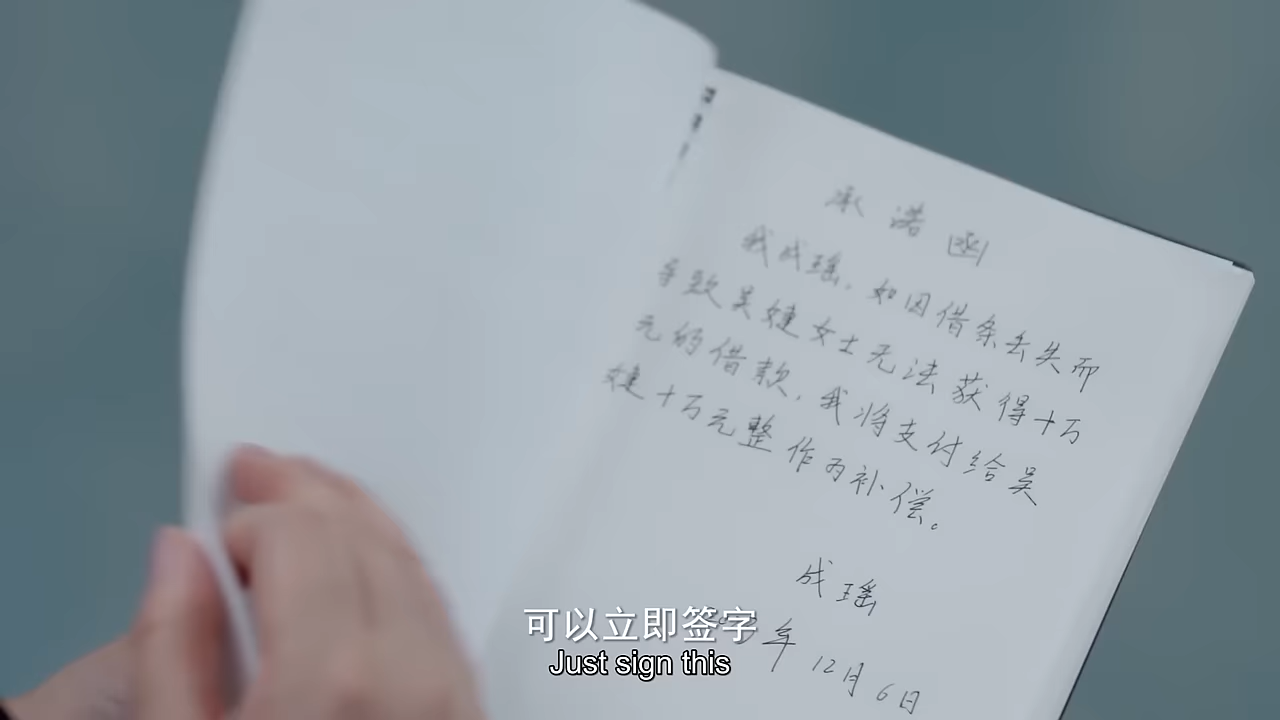 承诺函
我成瑶，如因借条丢失而
导致吴婕女士无法获得十万
元的借款，我将支付给吴
婕十万元整作为补偿。
成瑶
年12月6日
可以立即签字
Just sign this